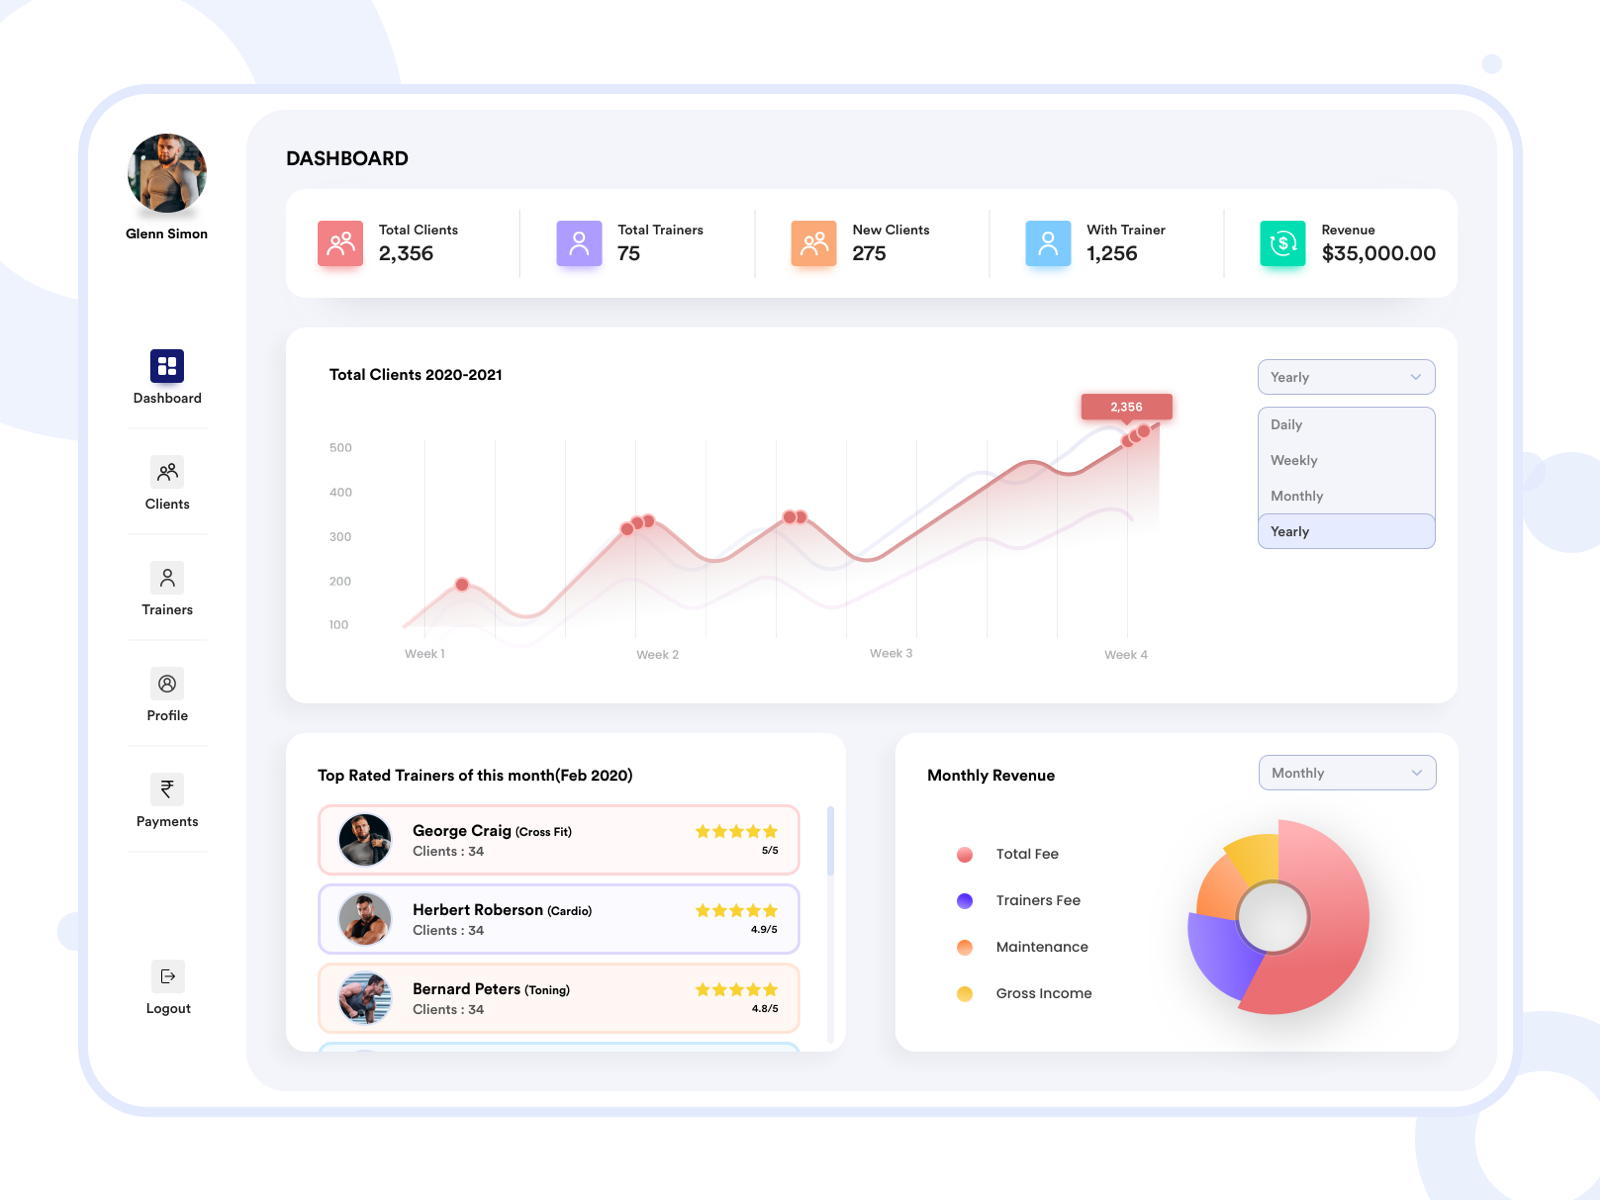 Glenn Simon
Dashboard
Clients
Trainers
Profile
₹
Payments
Logout
DASHBOARD
Total Clients
2,356
Total Trainers
75
New Clients
275
With Trainer
1,256
$
Revenue
$35,000.00
Total Clients 2020-2021
Yearly
Daily
Weekly
Monthly
Yearly
2,356
500
400
300
200
100
Week 1
Week 2
Week 3
Week 4
Top Rated Trainers of this month(Feb 2020)
George Craig (Cross Fit)
Clients : 34
5/5
Herbert Roberson (Cardio)
Clients : 34
4.9/5
Bernard Peters (Toning)
Clients : 34
4.8/5
Monthly Revenue
Monthly
Total Fee
Trainers Fee
Maintenance
Gross Income